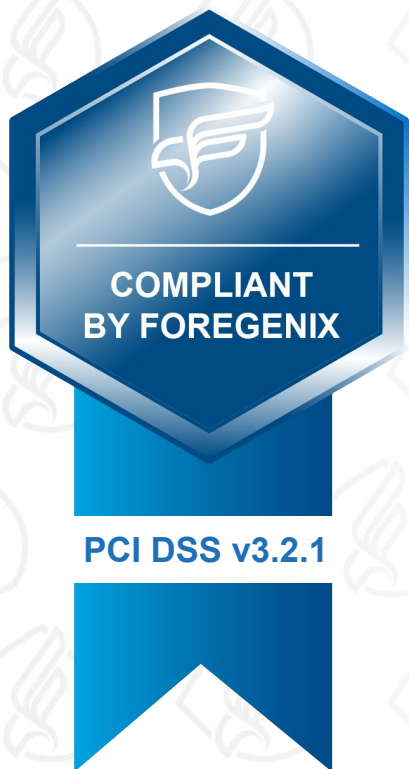 COMPLIANT
BY FOREGENIX
PCI DSS v3.2.1